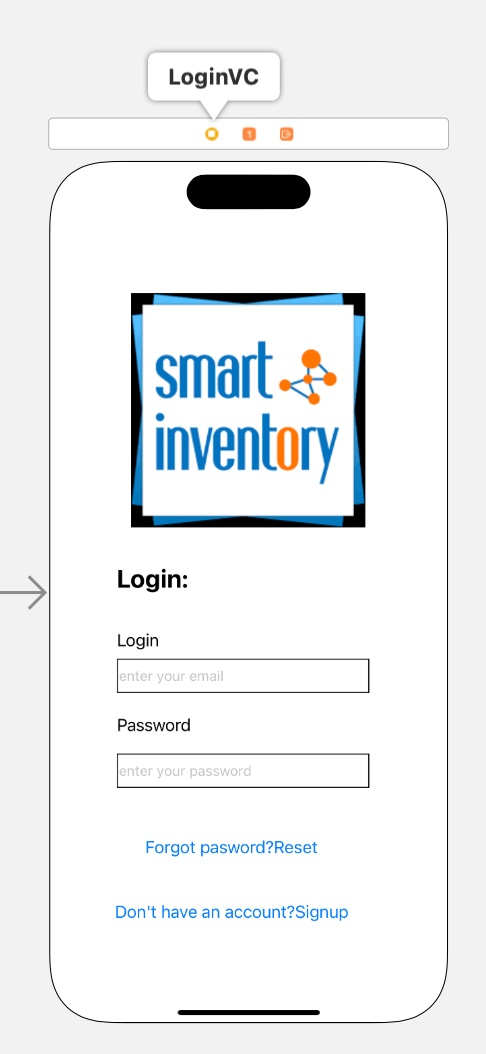 LoginVC
1
smart
inventory
Login:
Login
enter your email
Password
enter your password
Forgot pasword?Reset
Don't have an account?Signup